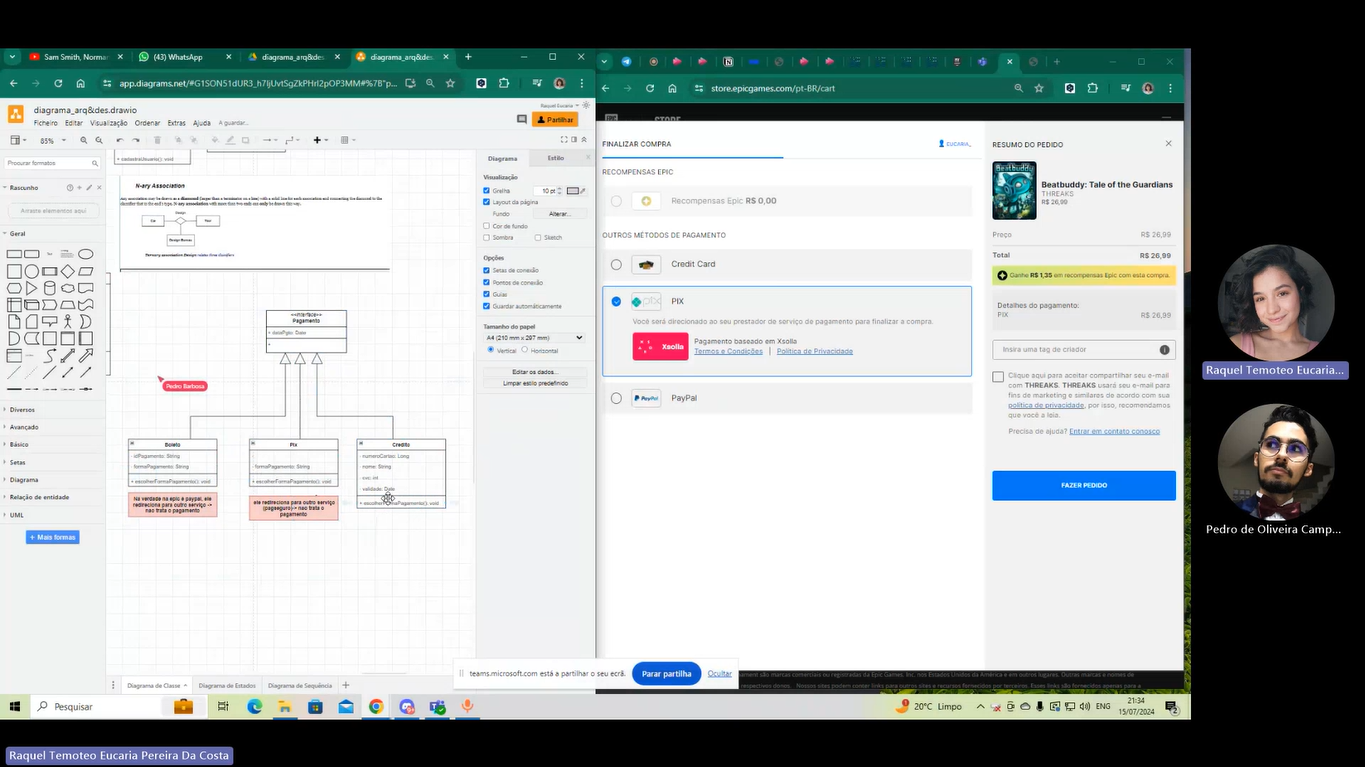 Sam Smith, Norman
(43) WhatsApp
diagrama_arq&des.
diagrama_arq&des.
app.diagrams.net/#G1SON51dUR3_h7ljUvtSgZkPHrI2pOP3MM#%7B"p...
diagrama_arq&des.drawio
Ficheiro Editar Visualização Ordenar Extras Ajuda A guardar...
Raquel Eucaria
Partilhar
85%
Procurar formatos
Rascunho
Arraste elementos aqui
Geral
Diversos
Avançado
Básico
Setas
Diagrama
Relação de entidade
UML
+ Mais formas
+ cadastraUsuario(): void
N-ary Association
Design
Ternary association Design relates four classifiers
<<interface>>
Pagamento
+ dataPgto: Date
+
Pedro Barbosa
Boleto
- idPagamento: String
- formaPagamento: String
+ escolherFormaPagamento(): void
Na verdade na epic é paypal, ele
redireciona para outro serviço ->
nao trata o pagamento
Pix
- formaPagamento: String
+ escolherFormaPagamento(): void
ele redireciona para outro serviço
(pagseguro)-> nao trata o
pagamento
Credito
- numeroCartao: Long
- nome: String
- cvc: int
- validade: Date
+ escolherFormaPagamento(): void
Diagrama Estilo
Visualização
Grelha 10 pt
Layout da página
Fundo Alterar...
Cor de fundo
Sombra Sketch
Opções
Setas de conexão
Pontos de conexão
Guias
Guardar automáticamente
Tamanho do papel
A4 (210 mm x 297 mm)
Vertical Horizontal
Editar os dados...
Limpar estilo predefinido
Diagrama de Classe
Diagrama de Estados
Diagrama de Sequência
store.epicgames.com/pt-BR/cart
STORE
FINALIZAR COMPRA
EUCARIA_
RECOMPENSAS EPIC
Recompensas Epic R$ 0,00
OUTROS MÉTODOS DE PAGAMENTO
Credit Card
pix
PIX
Você será direcionado ao seu prestador de serviço de pagamento para finalizar a compra.
Xsolla
Pagamento baseado em Xsolla
Termos e Condições | Política de Privacidade
PayPal
PayPal
RESUMO DO PEDIDO
Beatbuddy
Beatbuddy: Tale of the Guardians
THREAKS
R$ 26,99
Preço R$ 26,99
Total R$ 26,99
Ganhe R$ 1,35 em recompensas Epic com esta compra.
Detalhes do pagamento:
PIX R$ 26,99
Insira uma tag de criador
Clique aqui para aceitar compartilhar seu e-mail
com THREAKS. THREAKS usará seu e-mail para
fins de marketing e similares de acordo com sua
política de privacidade, por isso, recomendamos
que você a leia.
Precisa de ajuda? Entrar em contato conosco
FAZER PEDIDO
teams.microsoft.com está a partilhar o seu ecrã.
Parar partilha
Ocultar
Pesquisar
20°C Limpo
ENG
21:34
15/07/2024
2
Raquel Temoteo Eucaria...
Pedro de Oliveira Camp...
Raquel Temoteo Eucaria Pereira Da Costa